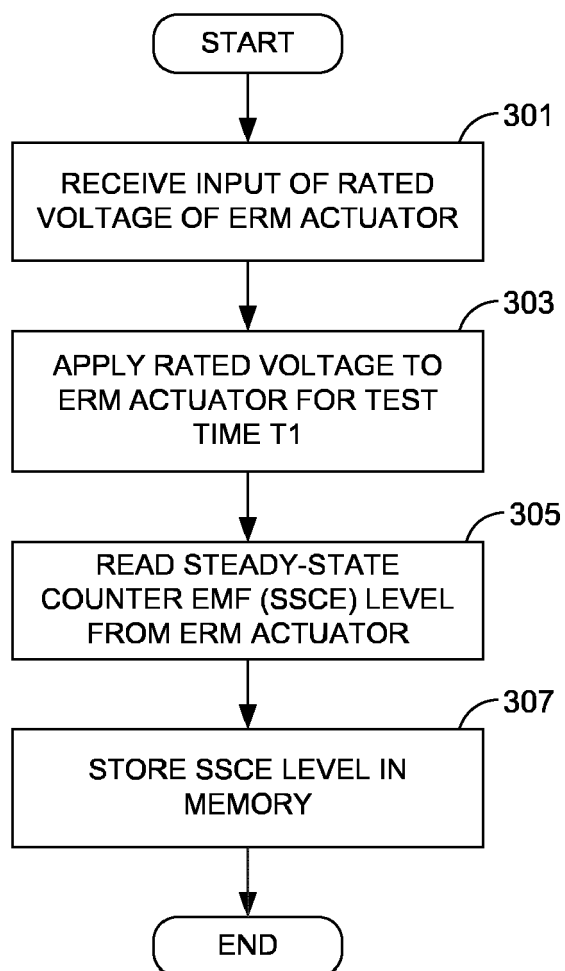 START
301
RECEIVE INPUT OF RATED
VOLTAGE OF ERM ACTUATOR
303
APPLY RATED VOLTAGE TO
ERM ACTUATOR FOR TEST
TIME T1
305
READ STEADY-STATE
COUNTER EMF (SSCE) LEVEL
FROM ERM ACTUATOR
307
STORE SSCE LEVEL IN
MEMORY
END